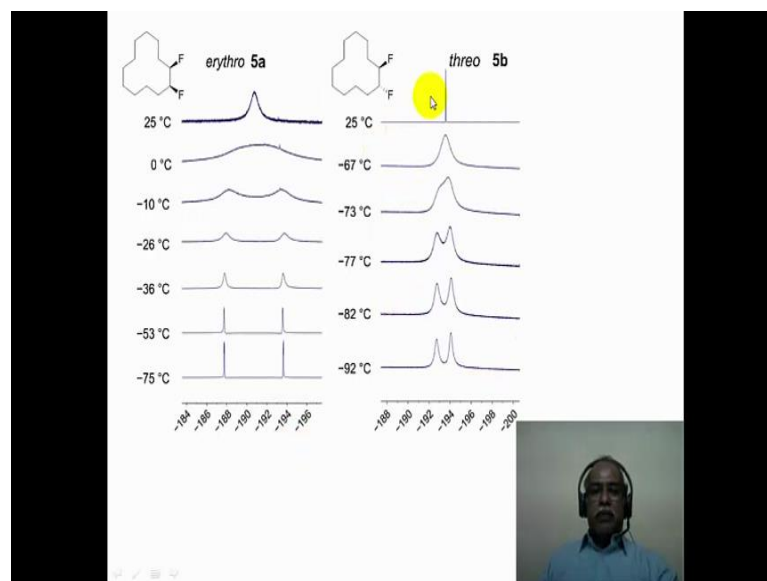 F
erythro 5a
F
25 °C
0 °C
−10 °C
−26 °C
−36 °C
−53 °C
−75 °C
-184 -186 -188 -190 -192 -194 -196
F
threo 5b
F
25 °C
−67 °C
−73 °C
−77 °C
−82 °C
−92 °C
-188 -190 -192 -194 -196 -198 -200